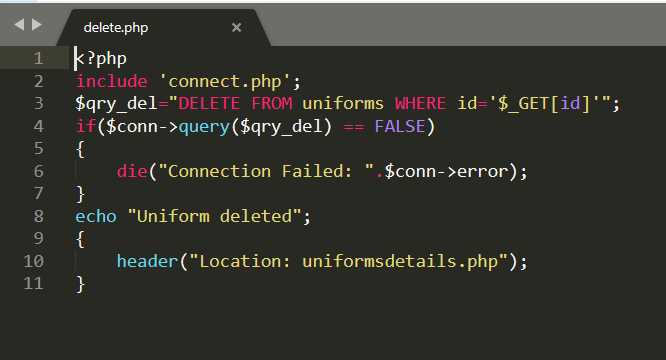 delete.php
1 <?php
2 include 'connect.php';
3 $qry_del="DELETE FROM uniforms WHERE id='$_GET[id]'";
4 if($conn->query($qry_del) == FALSE)
5 {
6     die("Connection Failed: ".$conn->error);
7 }
8 echo "Uniform deleted";
9 {
10     header("Location: uniformsdetails.php");
11 }